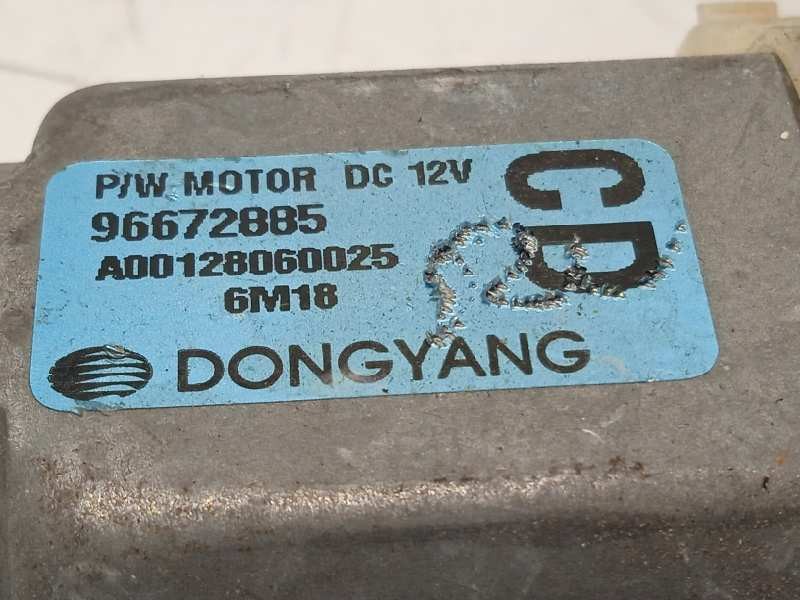 P/W MOTOR DC 12V
96672885
A00128060025
6M18
DONGYANG
CD